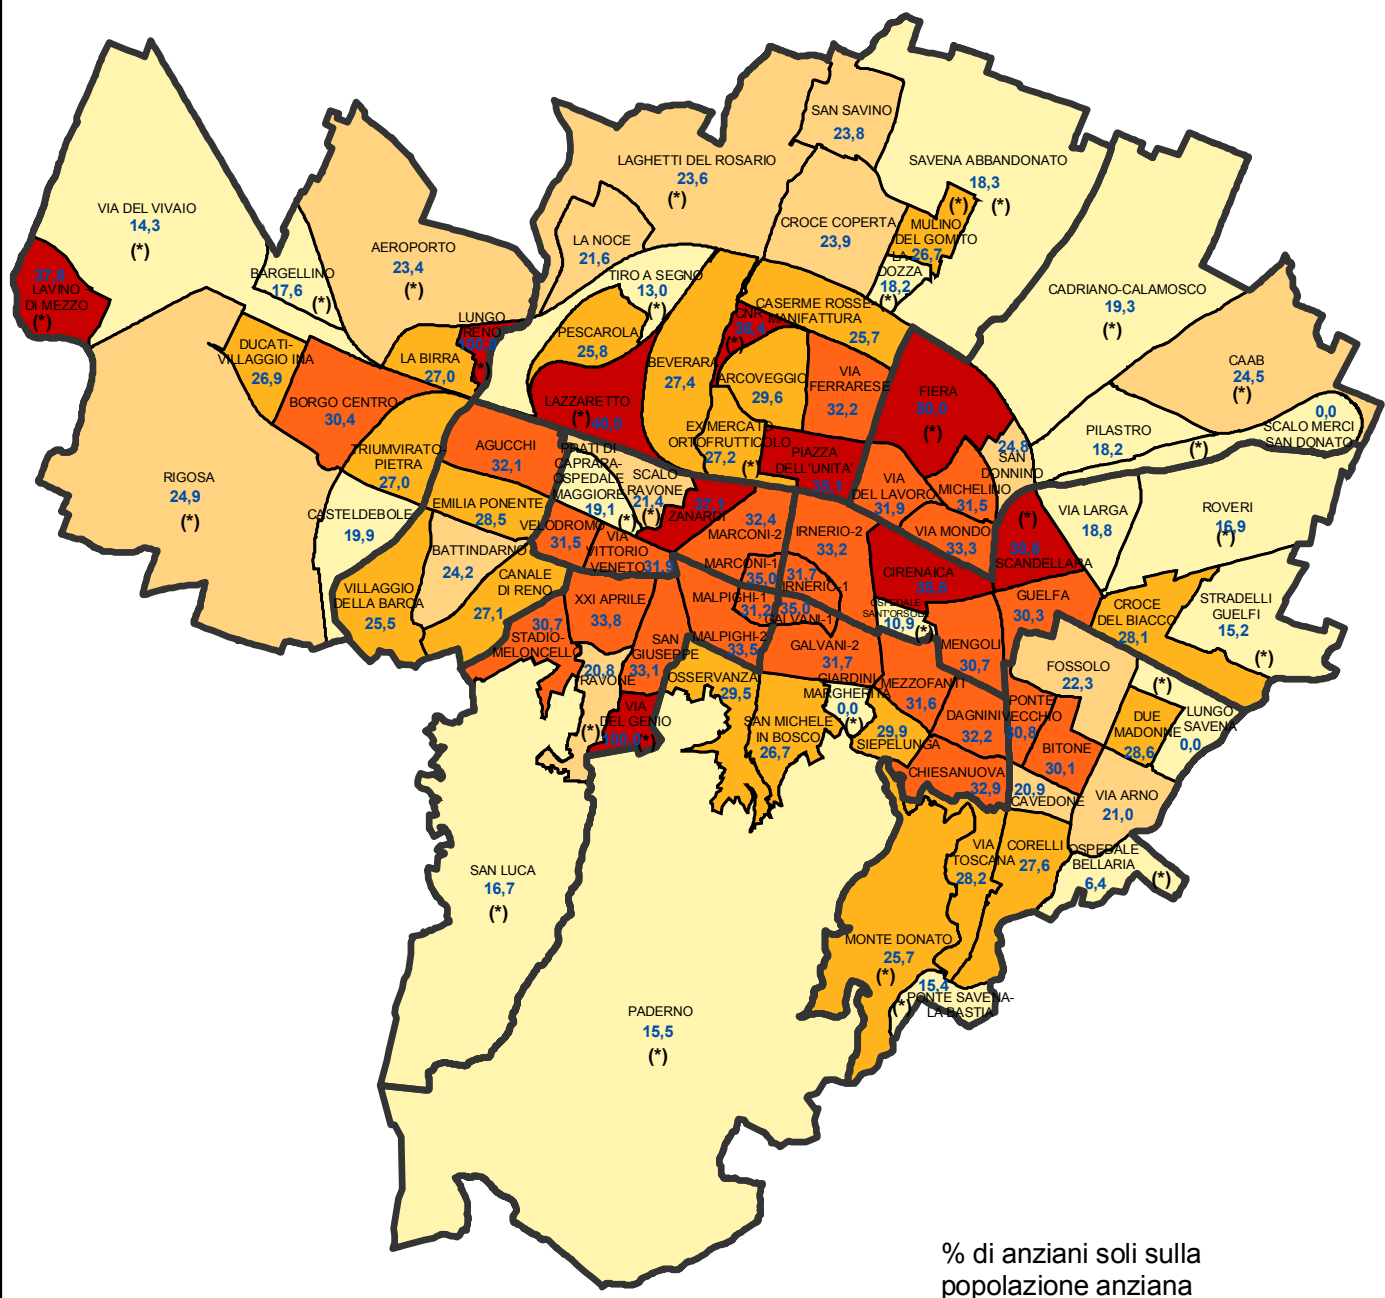 SAN SAVINO
23,8
LAGHETTI DEL ROSARIO
23,6
(*)
SAVENA ABBANDONATO
18,3
(*)
VIA DEL VIVAIO
14,3
(*)
CROCE COPERTA
23,9
(*)
MULINO
DEL GOMITO
26,7
LA NOCE
21,6
AEROPORTO
23,4
(*)
LA
DOZZA
18,2
(*)
37,8
LAVINO
DI MEZZO
(*)
BARGELLINO
17,6
(*)
TIRO A SEGNO
13,0
(*)
CADRIANO-CALAMOSCO
19,3
(*)
CASERME ROSSE-
MANIFATTURA
25,7
LUNGO
RENO
100,0
(*)
CNR
36,4
(*)
PESCAROLA
25,8
DUCATI-
VILLAGGIO INA
26,9
LA BIRRA
27,0
BEVERARA
27,4
ARCOVEGGIO
29,6
VIA
FERRARESE
32,2
CAAB
24,5
(*)
FIERA
50,0
(*)
BORGO CENTRO
30,4
LAZZARETTO
(*)
40,0
0,0
SCALO MERCI
SAN DONATO
EX MERCATO
ORTOFRUTTICOLO
27,2
(*)
PILASTRO
18,2
(*)
24,8
SAN
DONNINO
AGUCCHI
32,1
TRIUMVIRATO-
PIETRA
27,0
PRATI DI
CAPRARA-
OSPEDALE
MAGGIORE
19,1
(*)
PIAZZA
DELL'UNITA'
35,1
RIGOSA
24,9
(*)
SCALO
RAVONE
21,4
(*)
VIA
DEL LAVORO
31,9
MICHELINO
31,5
EMILIA PONENTE
28,5
37,1
ZANARDI
CASTELDEBOLE
19,9
VIA LARGA
18,8
ROVERI
16,9
(*)
(*)
38,6
SCANDELLARA
VELODROMO
31,5
32,4
MARCONI-2
IRNERIO-2
33,2
VIA MONDO
33,3
VIA
VITTORIO
VENETO
31,9
BATTINDARNO
24,2
MARCONI-1
35,0
31,7
IRNERIO-1
CIRENAICA
35,6
CANALE
DI RENO
27,1
VILLAGGIO
DELLA BARCA
25,5
XXI APRILE
33,8
MALPIGHI-1
31,2
35,0
GALVANI-1
OSPEDALE
SANT'ORSOLA
10,9
(*)
GUELFA
30,3
CROCE
DEL BIACCO
28,1
STRADELLI
GUELFI
15,2
(*)
30,7
STADIO-
MELONCELLO
SAN
GIUSEPPE
33,1
MALPIGHI-2
33,5
GALVANI-2
31,7
MENGOLI
30,7
20,8
RAVONE
(*)
OSSERVANZA
29,5
GIARDINI
MARGHERITA
0,0
(*)
MEZZOFANTI
31,6
FOSSOLO
22,3
(*)
LUNGO
SAVENA
0,0
VIA
DEL GENIO
100,0
(*)
SAN MICHELE
IN BOSCO
26,7
29,9
SIEPELUNGA
DAGNINI
32,2
PONTE
VECCHIO
30,8
DUE
MADONNE
28,6
BITONE
30,1
CHIESANUOVA
32,9
20,9
CAVEDONE
VIA ARNO
21,0
VIA
TOSCANA
28,2
CORELLI
27,6
OSPEDALE
BELLARIA
6,4
(*)
SAN LUCA
16,7
(*)
MONTE DONATO
25,7
(*)
15,4
(*)
PONTE SAVENA-
LA BASTIA
PADERNO
15,5
(*)
% di anziani soli sulla
popolazione anziana